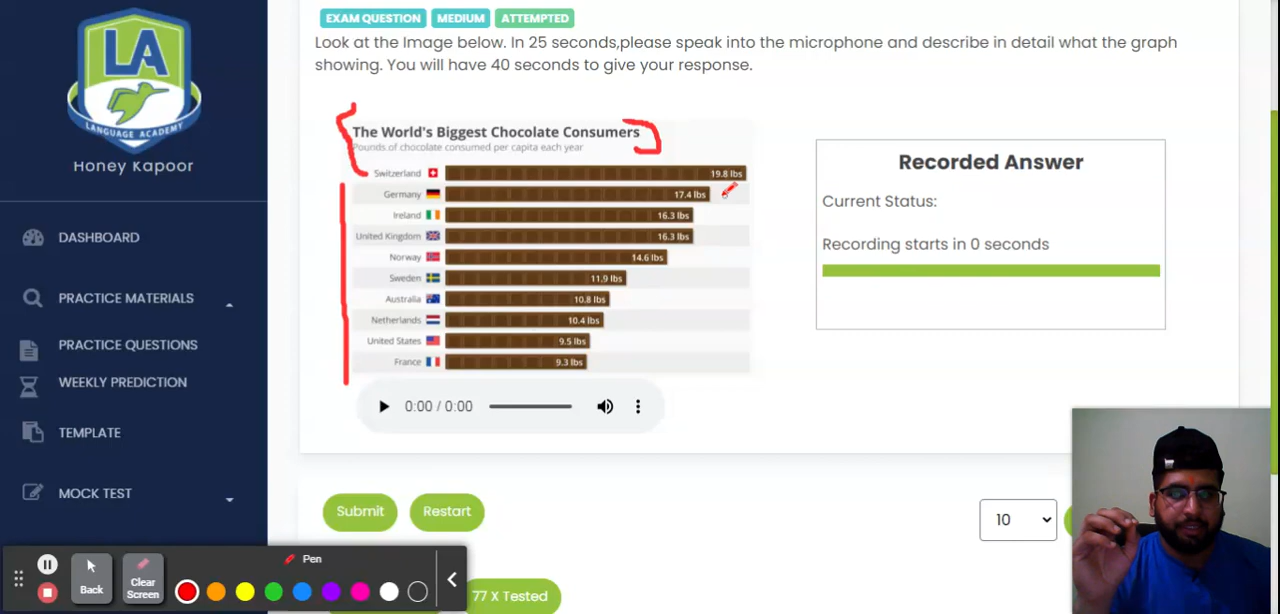 LA
LANGUAGE ACADEMY
Honey Kapoor
DASHBOARD
PRACTICE MATERIALS
PRACTICE QUESTIONS
WEEKLY PREDICTION
TEMPLATE
MOCK TEST
EXAM QUESTION MEDIUM ATTEMPTED
Look at the Image below. In 25 seconds,please speak into the microphone and describe in detail what the graph
showing. You will have 40 seconds to give your response.
The World's Biggest Chocolate Consumers
Pounds of chocolate consumed per capita each year
Switzerland 19.8 lbs
Germany 17.4 lbs
Ireland 16.3 lbs
United Kingdom 16.3 lbs
Norway 14.6 lbs
Sweden 11.9 lbs
Australia 10.8 lbs
Netherlands 10.4 lbs
United States 9.5 lbs
France 9.3 lbs
0:00 / 0:00
Recorded Answer
Current Status:
Recording starts in 0 seconds
Submit Restart
10
77 X Tested
Back
Clear
Screen
Pen